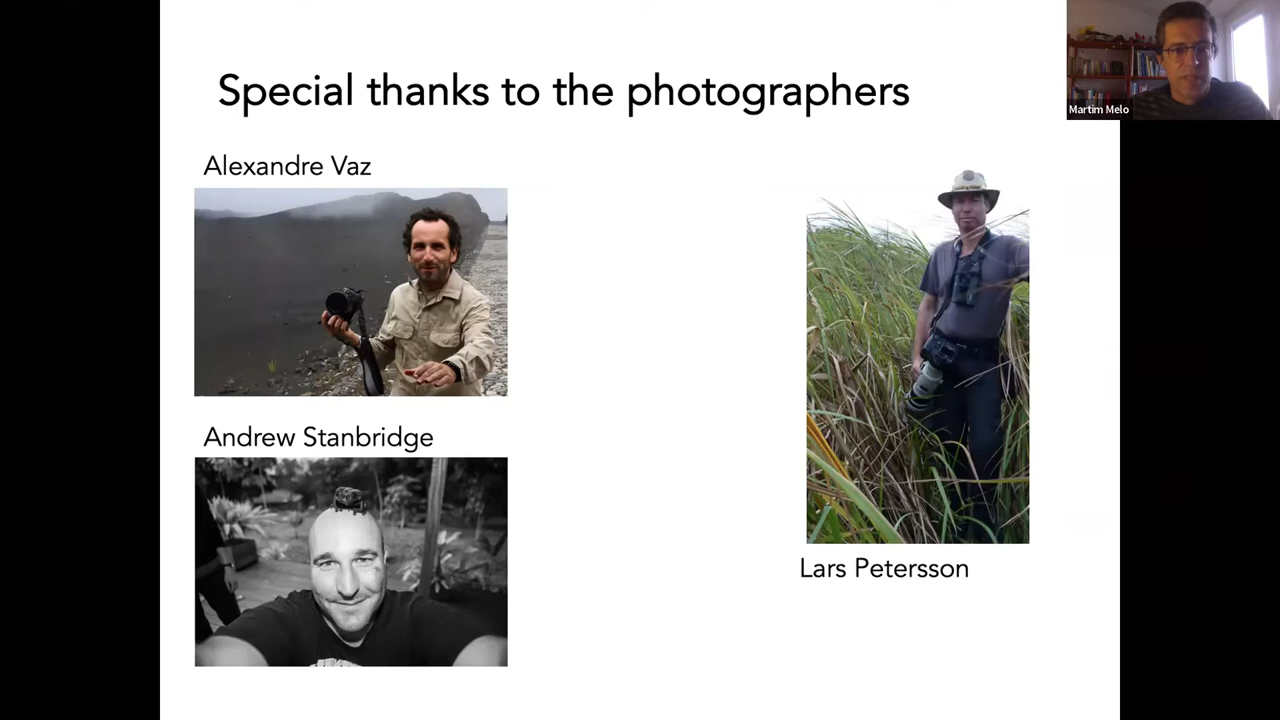 Special thanks to the photographers
Martim Melo
Alexandre Vaz
Andrew Stanbridge
Lars Petersson